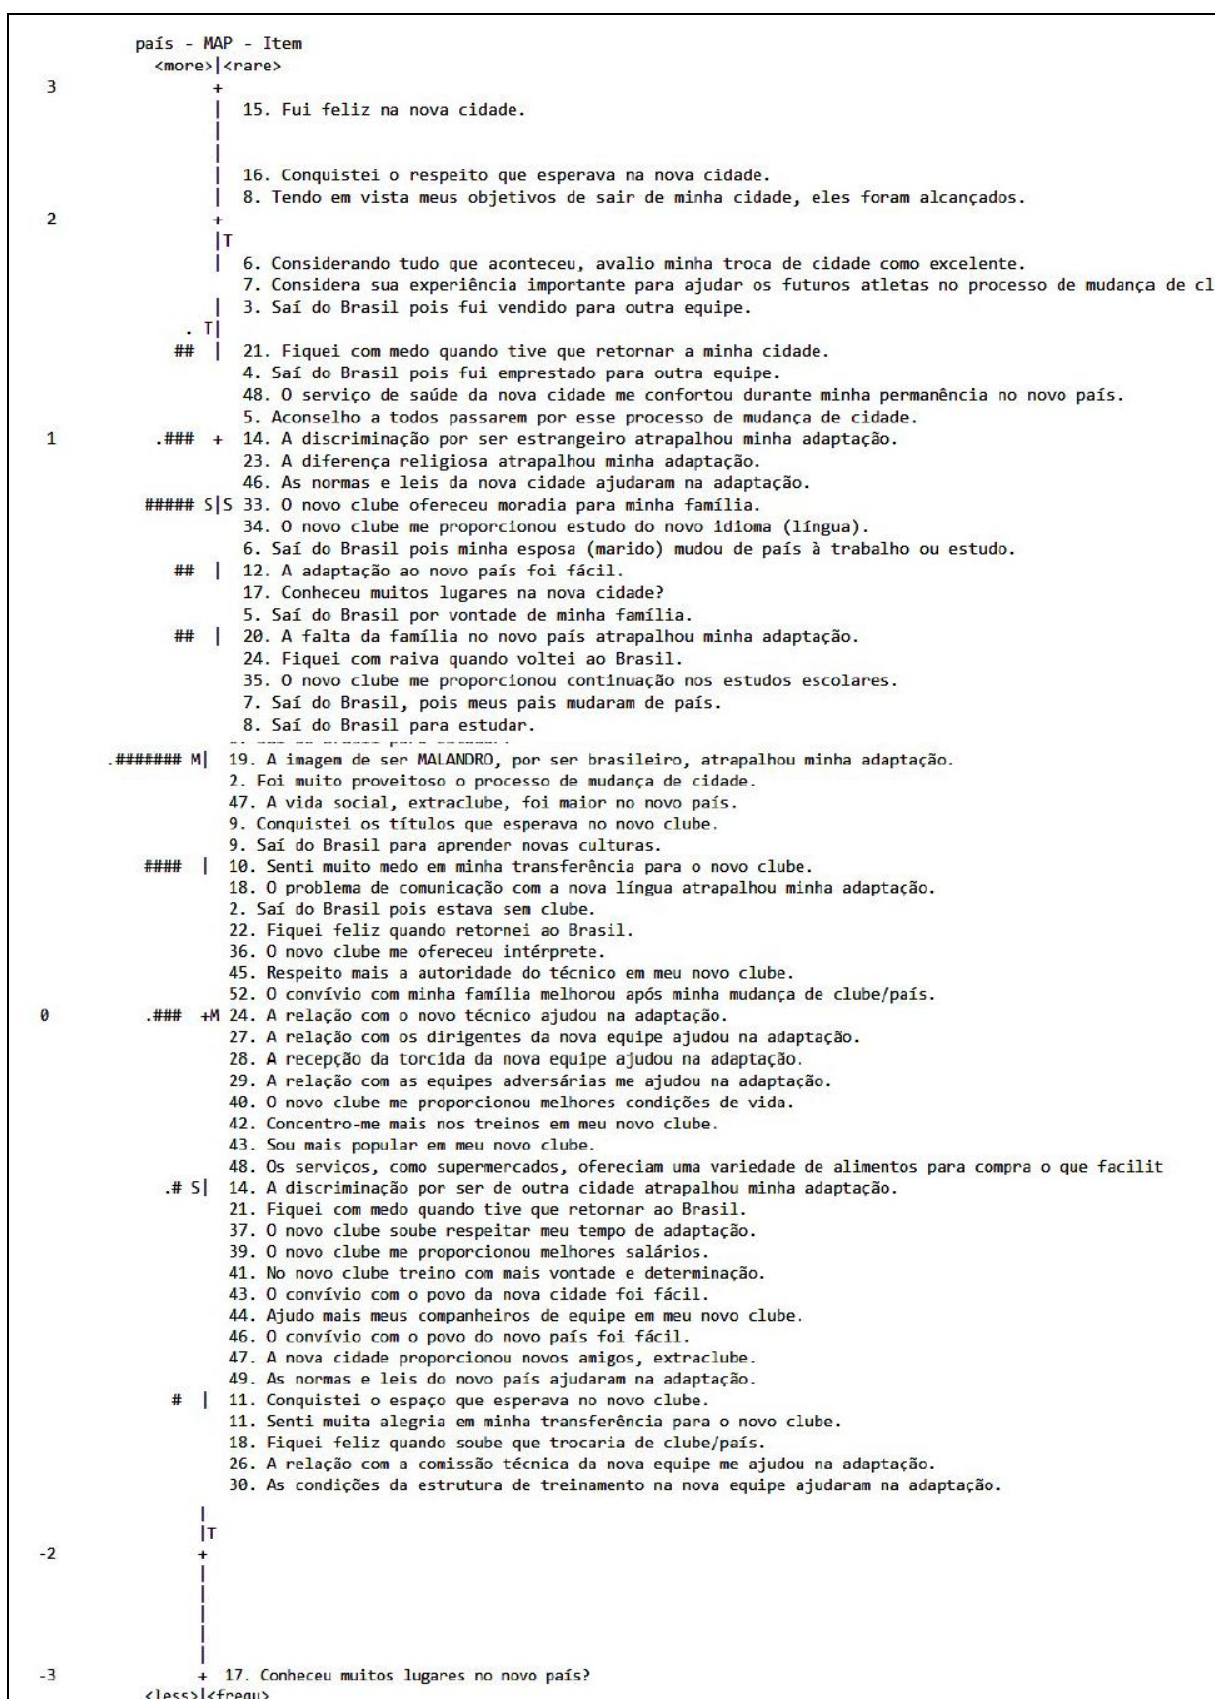 país - MAP - Item
<more>|<rare>
3 +
| 15. Fui feliz na nova cidade.
|
|
| 16. Conquistei o respeito que esperava na nova cidade.
| 8. Tendo em vista meus objetivos de sair de minha cidade, eles foram alcançados.
2 +
|T
| 6. Considerando tudo que aconteceu, avalio minha troca de cidade como excelente.
7. Considera sua experiência importante para ajudar os futuros atletas no processo de mudança de cl
| 3. Saí do Brasil pois fui vendido para outra equipe.
. T|
## | 21. Fiquei com medo quando tive que retornar a minha cidade.
4. Saí do Brasil pois fui emprestado para outra equipe.
48. O serviço de saúde da nova cidade me confortou durante minha permanência no novo país.
5. Aconselho a todos passarem por esse processo de mudança de cidade.
1 .### + 14. A discriminação por ser estrangeiro atrapalhou minha adaptação.
23. A diferença religiosa atrapalhou minha adaptação.
46. As normas e leis da nova cidade ajudaram na adaptação.
##### S|S 33. O novo clube ofereceu moradia para minha família.
34. O novo clube me proporcionou estudo do novo idioma (língua).
6. Saí do Brasil pois minha esposa (marido) mudou de país à trabalho ou estudo.
## | 12. A adaptação ao novo país foi fácil.
17. Conheceu muitos lugares na nova cidade?
5. Saí do Brasil por vontade de minha família.
## | 20. A falta da família no novo país atrapalhou minha adaptação.
24. Fiquei com raiva quando voltei ao Brasil.
35. O novo clube me proporcionou continuação nos estudos escolares.
7. Saí do Brasil, pois meus pais mudaram de país.
8. Saí do Brasil para estudar.
.####### M| 19. A imagem de ser MALANDRO, por ser brasileiro, atrapalhou minha adaptação.
2. Foi muito proveitoso o processo de mudança de cidade.
47. A vida social, extraclube, foi maior no novo país.
9. Conquistei os títulos que esperava no novo clube.
9. Saí do Brasil para aprender novas culturas.
#### | 10. Senti muito medo em minha transferência para o novo clube.
18. O problema de comunicação com a nova língua atrapalhou minha adaptação.
2. Saí do Brasil pois estava sem clube.
22. Fiquei feliz quando retornei ao Brasil.
36. O novo clube me ofereceu intérprete.
45. Respeito mais a autoridade do técnico em meu novo clube.
52. O convívio com minha família melhorou após minha mudança de clube/país.
0 .### +M 24. A relação com o novo técnico ajudou na adaptação.
27. A relação com os dirigentes da nova equipe ajudou na adaptação.
28. A recepção da torcida da nova equipe ajudou na adaptação.
29. A relação com as equipes adversárias me ajudou na adaptação.
40. O novo clube me proporcionou melhores condições de vida.
42. Concentro-me mais nos treinos em meu novo clube.
43. Sou mais popular em meu novo clube.
48. Os serviços, como supermercados, ofereciam uma variedade de alimentos para compra o que facilit
.# S| 14. A discriminação por ser de outra cidade atrapalhou minha adaptação.
21. Fiquei com medo quando tive que retornar ao Brasil.
37. O novo clube soube respeitar meu tempo de adaptação.
39. O novo clube me proporcionou melhores salários.
41. No novo clube treino com mais vontade e determinação.
43. O convívio com o povo da nova cidade foi fácil.
44. Ajudo mais meus companheiros de equipe em meu novo clube.
46. O convívio com o povo do novo país foi fácil.
47. A nova cidade proporcionou novos amigos, extraclube.
49. As normas e leis do novo país ajudaram na adaptação.
# | 11. Conquistei o espaço que esperava no novo clube.
11. Senti muita alegria em minha transferência para o novo clube.
18. Fiquei feliz quando soube que trocaria de clube/país.
26. A relação com a comissão técnica da nova equipe me ajudou na adaptação.
30. As condições da estrutura de treinamento na nova equipe ajudaram na adaptação.
|
|T
-2 +
|
|
|
|
|
-3 + 17. Conheceu muitos lugares no novo país?
<less>|<frequ>